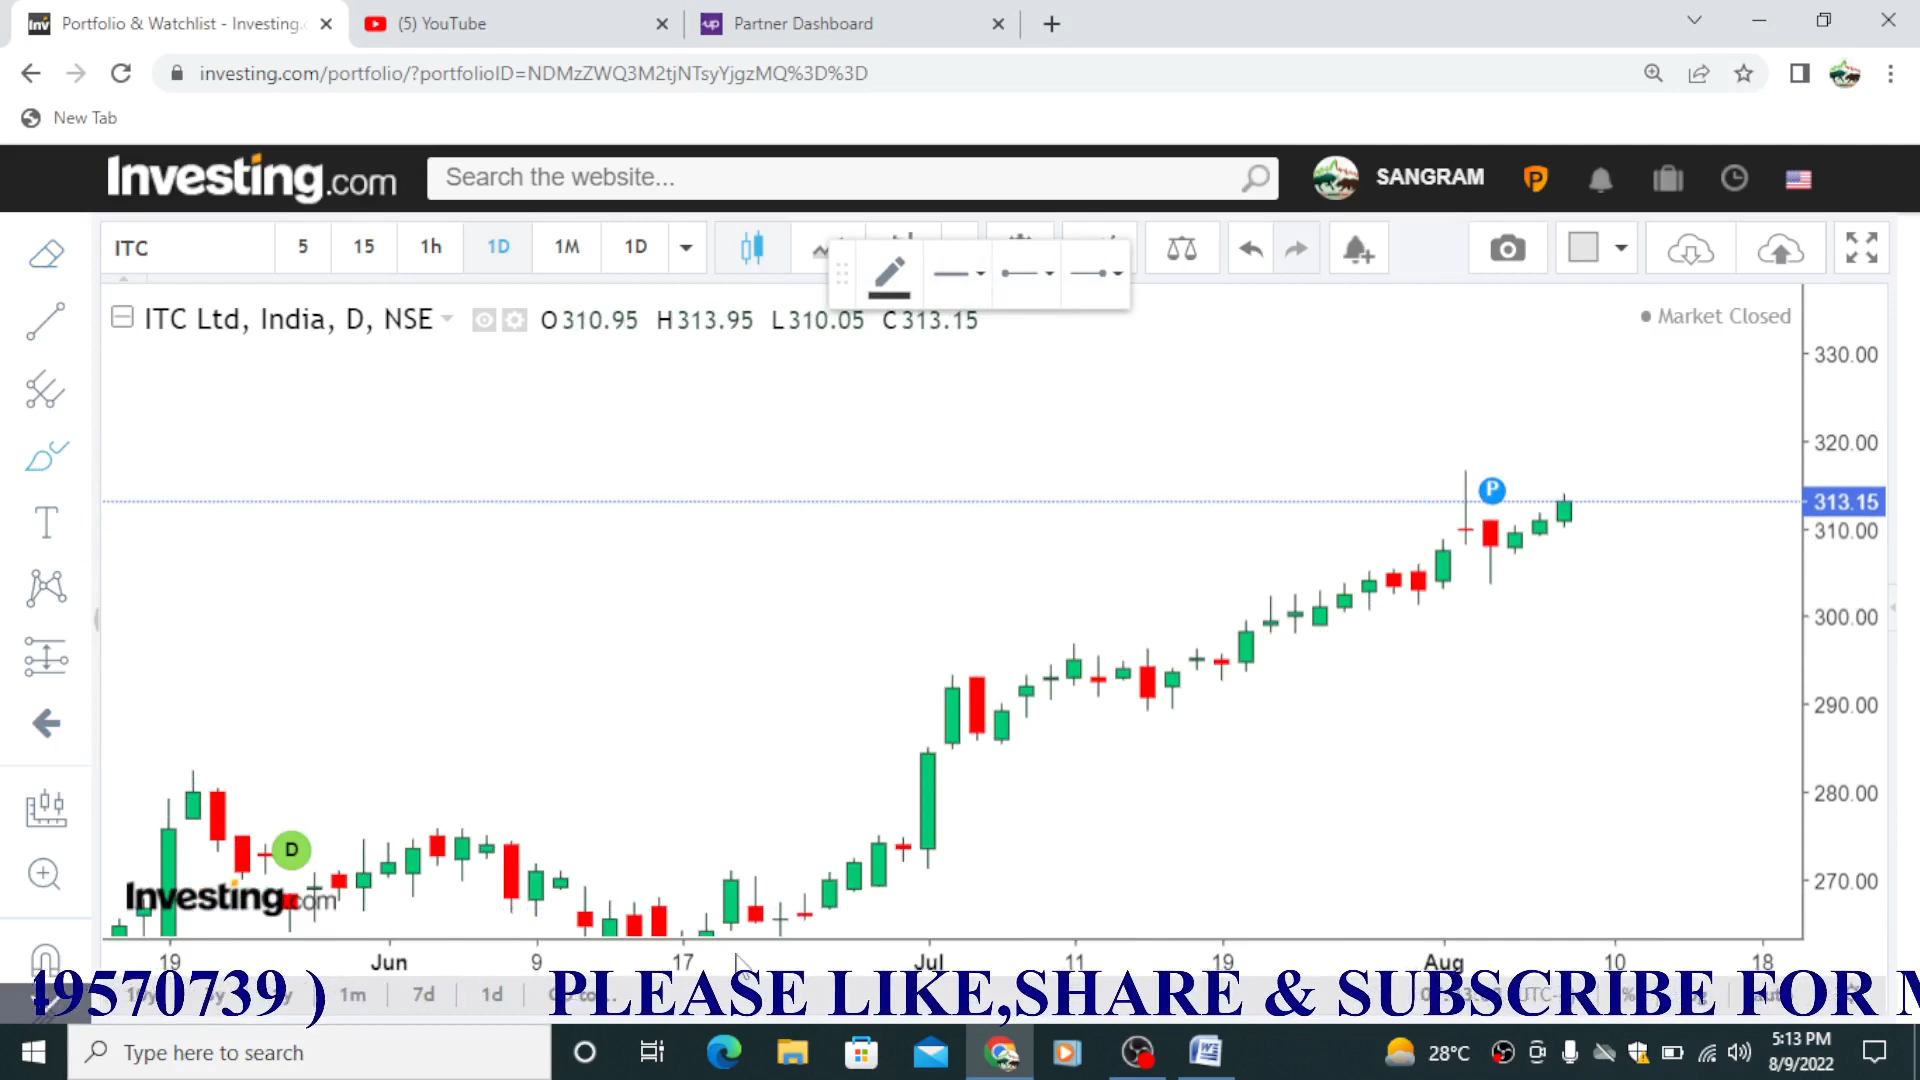 Portfolio & Watchlist - Investing.c
(5) YouTube
Partner Dashboard
investing.com/portfolio/?portfolioID=NDMzZWQ3M2tjNTsyYjgzMQ%3D%3D
New Tab
Investing.com
Search the website...
SANGRAM
ITC
5
15
1h
1D
1M
1D
ITC Ltd, India, D, NSE
O310.95 H313.95 L310.05 C313.15
Market Closed
330.00
320.00
P
313.15
310.00
300.00
290.00
280.00
D
270.00
Investing.com
19
Jun
9
17
Jul
11
19
Aug
10
18
1m
7d
1d
49570739 ) PLEASE LIKE,SHARE & SUBSCRIBE FOR M
Type here to search
28°C
5:13 PM
8/9/2022